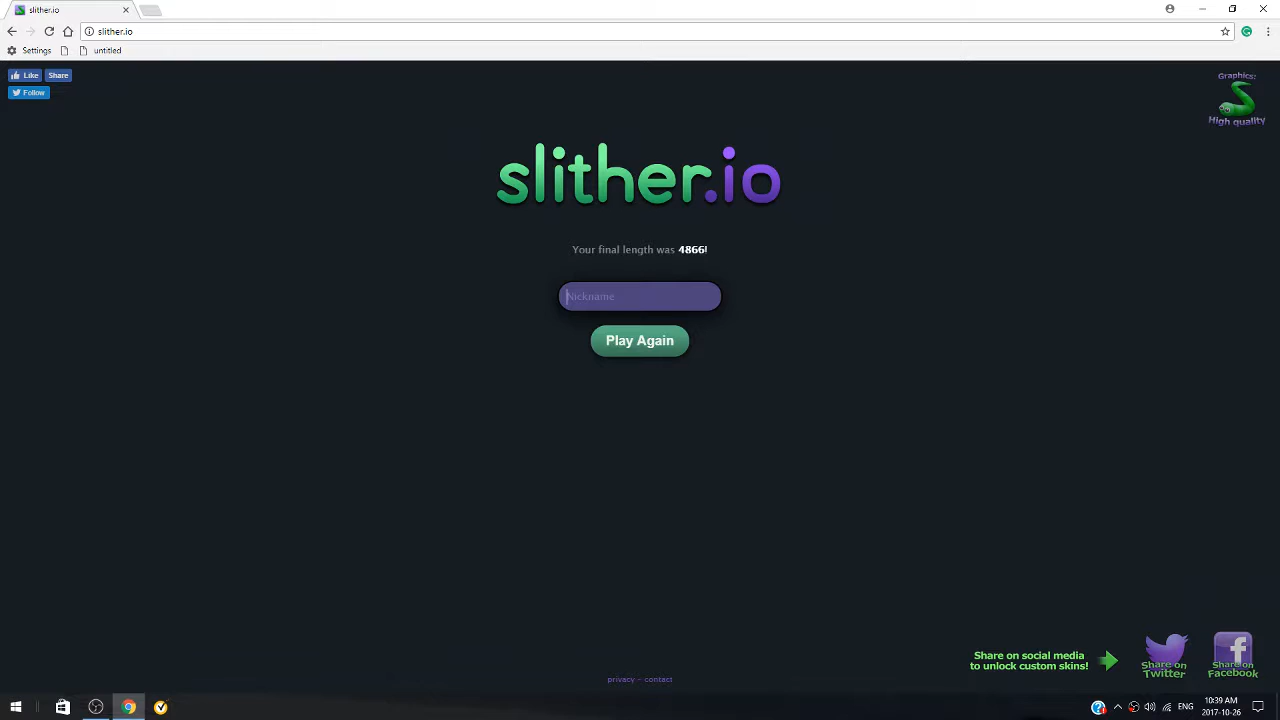 slither.io
slither.io
Settings
untitled
Like
Share
Follow
Graphics:
High quality
slither.io
Your final length was 4866!
Nickname
Play Again
Share on social media
to unlock custom skins!
Share on
Twitter
Share on
Facebook
privacy - contact
ENG
10:39 AM
2017-10-26